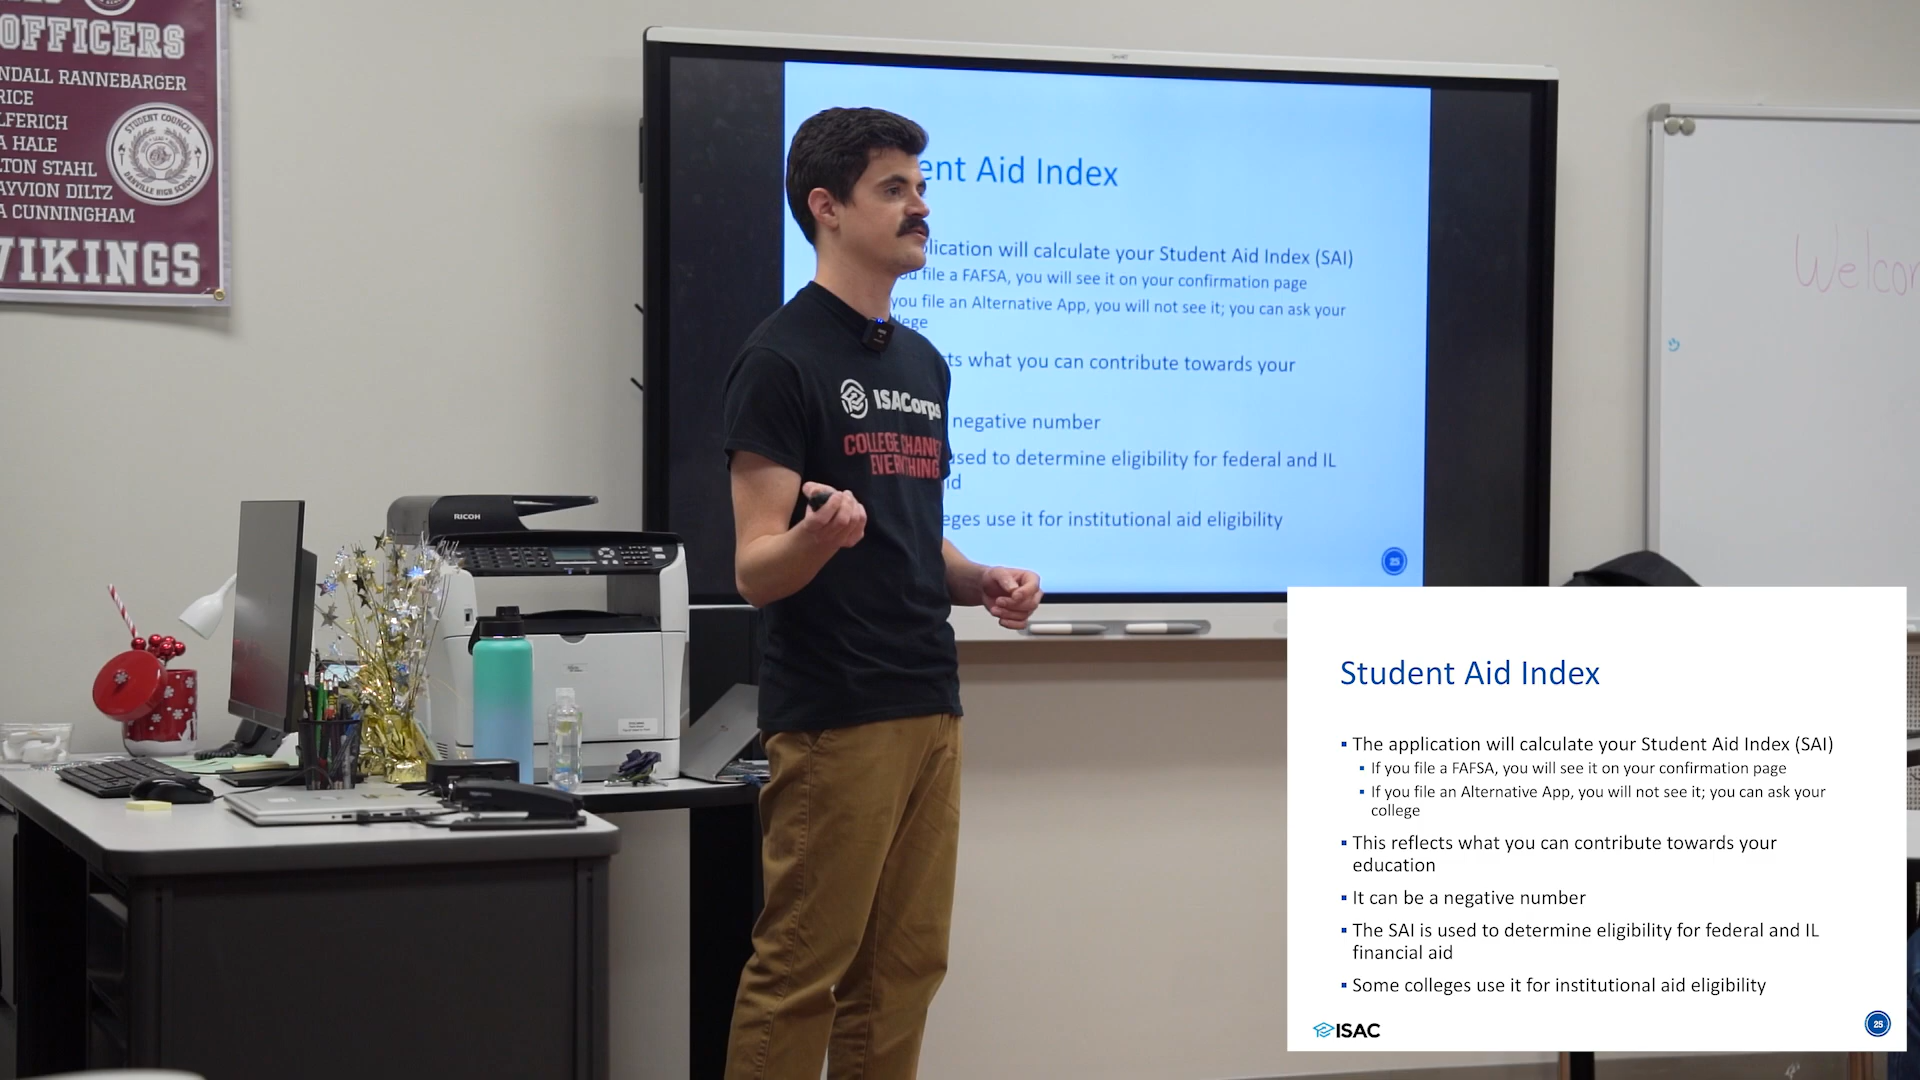 OFFICERS
NDALL RANNEBARGER
RICE
LFERICH
A HALE
LTON STAHL
AYVION DILTZ
A CUNNINGHAM
VIKINGS
STUDENT COUNCIL
DANVILLE HIGH SCHOOL
ent Aid Index
plication will calculate your Student Aid Index (SAI)
ou file a FAFSA, you will see it on your confirmation page
you file an Alternative App, you will not see it; you can ask your
llege
ts what you can contribute towards your
negative number
used to determine eligibility for federal and IL
id
eges use it for institutional aid eligibility
25
ISACorps
COLLEGE CHANG
EVERYTHING
RICOH
Welcom
Student Aid Index
▪ The application will calculate your Student Aid Index (SAI)
▪ If you file a FAFSA, you will see it on your confirmation page
▪ If you file an Alternative App, you will not see it; you can ask your
college
▪ This reflects what you can contribute towards your
education
▪ It can be a negative number
▪ The SAI is used to determine eligibility for federal and IL
financial aid
▪ Some colleges use it for institutional aid eligibility
ISAC
25